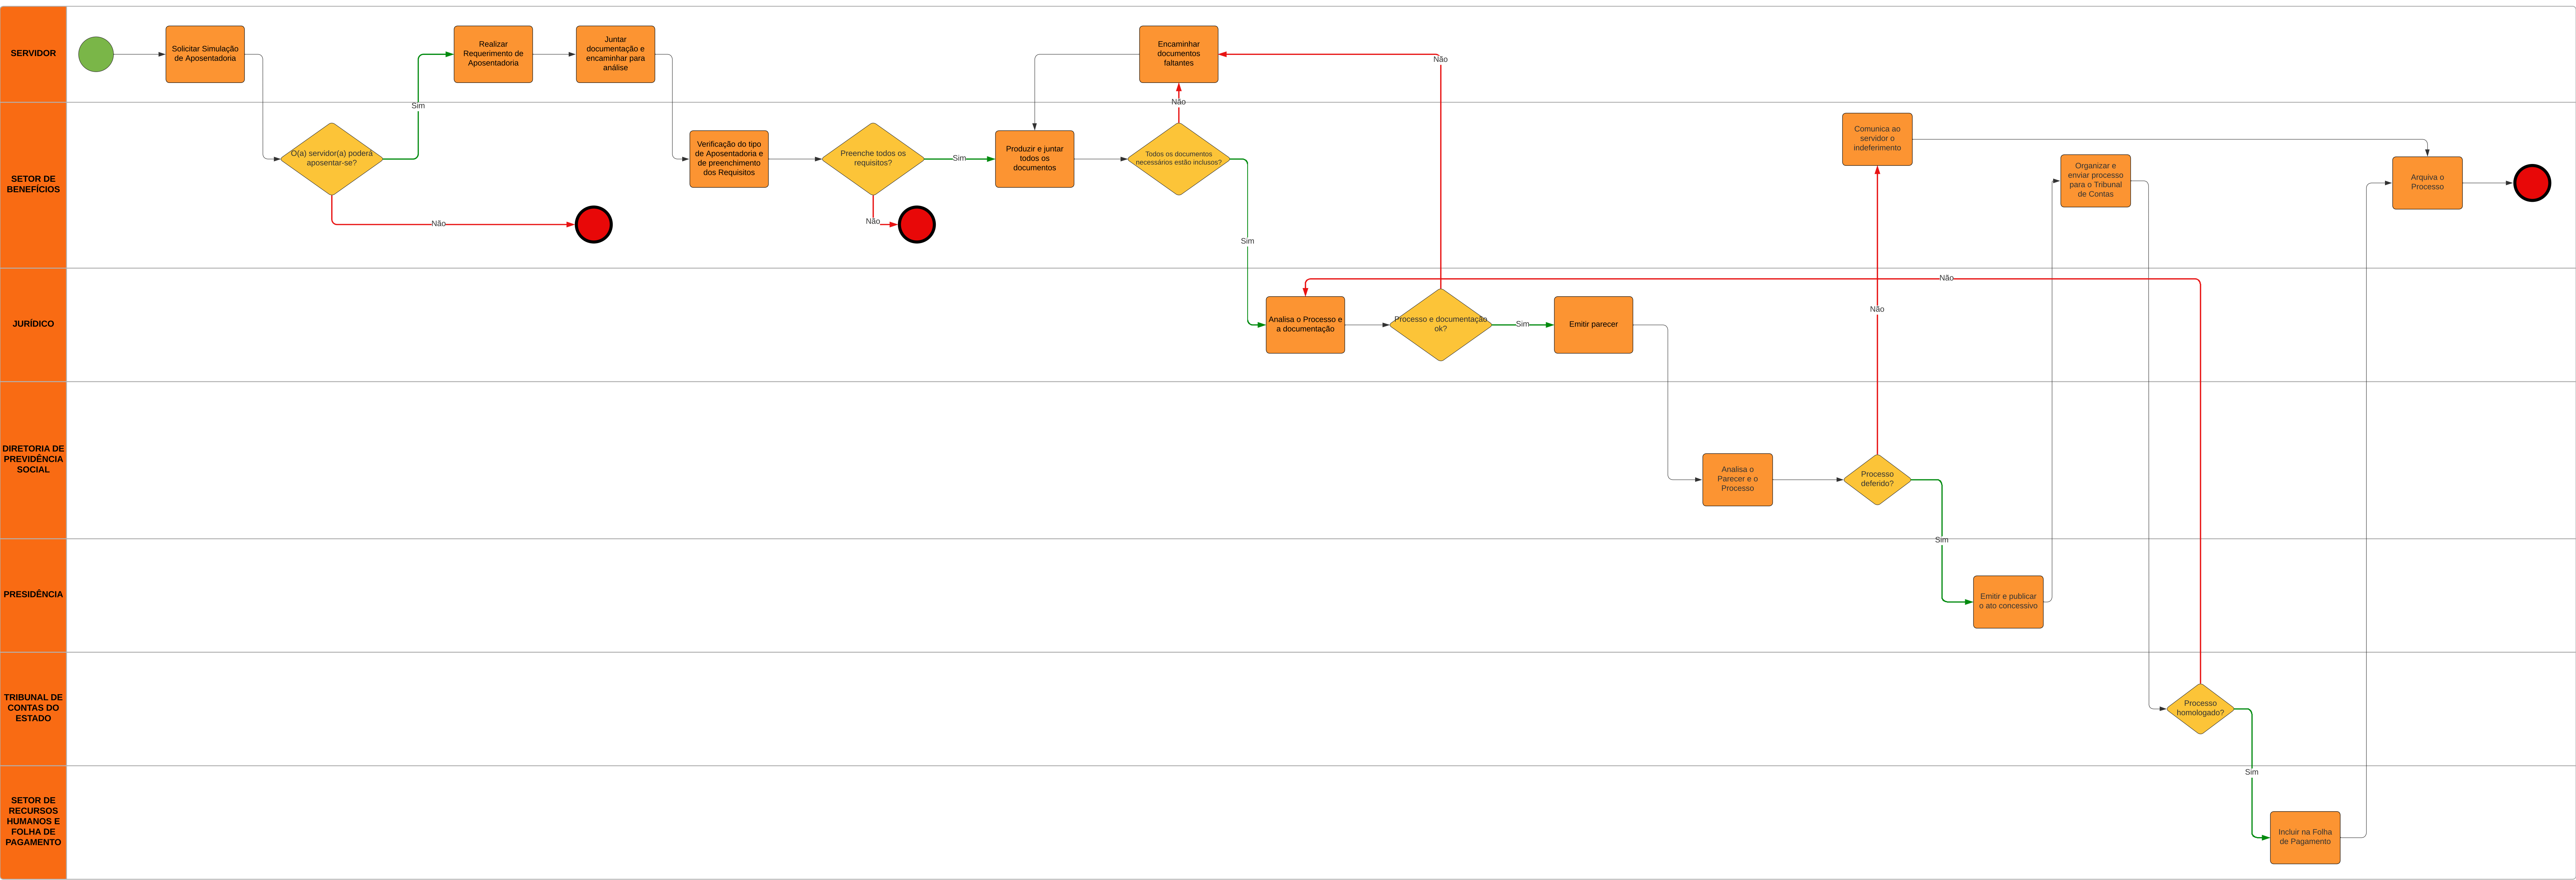 SERVIDOR
Solicitar Simulação
de Aposentadoria
Realizar
Requerimento de
Aposentadoria
Juntar
documentação e
encaminhar para
análise
Encaminhar
documentos
faltantes
Não
Sim
Não
SETOR DE
BENEFÍCIOS
O(a) servidor(a) poderá
aposentar-se?
Não
Verificação do tipo
de Aposentadoria e
de preenchimento
dos Requisitos
Preenche todos os
requisitos?
Sim
Não
Produzir e juntar
todos os
documentos
Todos os documentos
necessários estão inclusos?
Sim
Comunica ao
servidor o
indeferimento
Organizar e
enviar processo
para o Tribunal
de Contas
Arquiva o
Processo
JURÍDICO
Analisa o Processo e
a documentação
Processo e documentação
ok?
Sim
Emitir parecer
Não
Não
DIRETORIA DE
PREVIDÊNCIA
SOCIAL
Analisa o
Parecer e o
Processo
Processo
deferido?
Sim
PRESIDÊNCIA
Emitir e publicar
o ato concessivo
TRIBUNAL DE
CONTAS DO
ESTADO
Processo
homologado?
Sim
SETOR DE
RECURSOS
HUMANOS E
FOLHA DE
PAGAMENTO
Incluir na Folha
de Pagamento